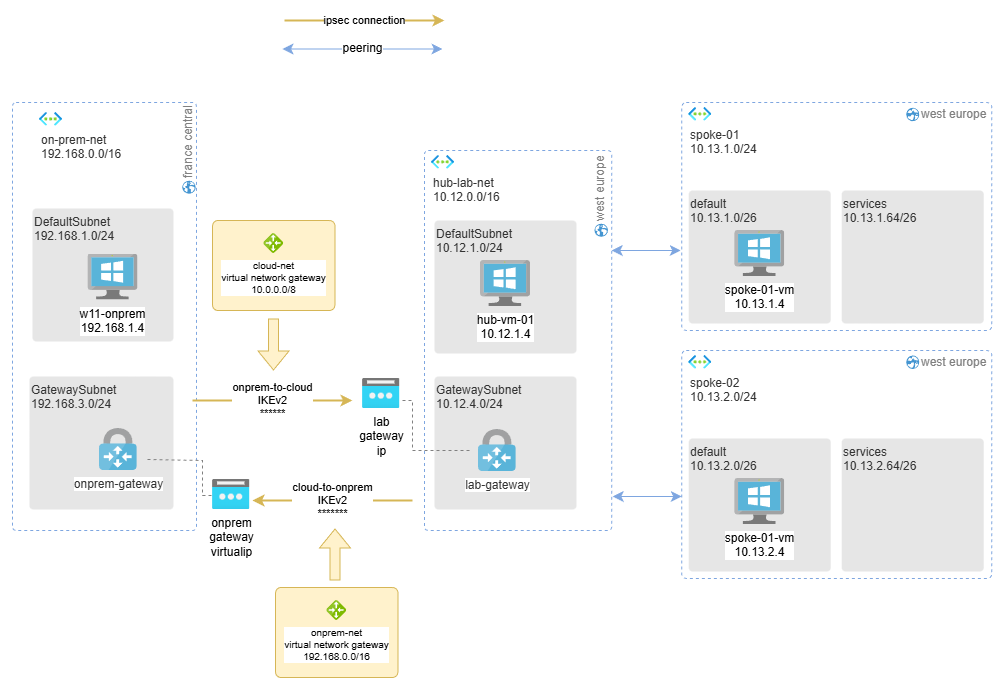 ipsec connection
peering
on-prem-net
192.168.0.0/16
france central
DefaultSubnet
192.168.1.0/24
w11-onprem
192.168.1.4
GatewaySubnet
192.168.3.0/24
onprem-gateway
cloud-net
virtual network gateway
10.0.0.0/8
onprem-to-cloud
IKEv2
******
lab
gateway
ip
cloud-to-onprem
IKEv2
*******
onprem
gateway
virtualip
onprem-net
virtual network gateway
192.168.0.0/16
hub-lab-net
10.12.0.0/16
west europe
DefaultSubnet
10.12.1.0/24
hub-vm-01
10.12.1.4
GatewaySubnet
10.12.4.0/24
lab-gateway
spoke-01
10.13.1.0/24
west europe
default
10.13.1.0/26
spoke-01-vm
10.13.1.4
services
10.13.1.64/26
spoke-02
10.13.2.0/24
west europe
default
10.13.2.0/26
spoke-01-vm
10.13.2.4
services
10.13.2.64/26